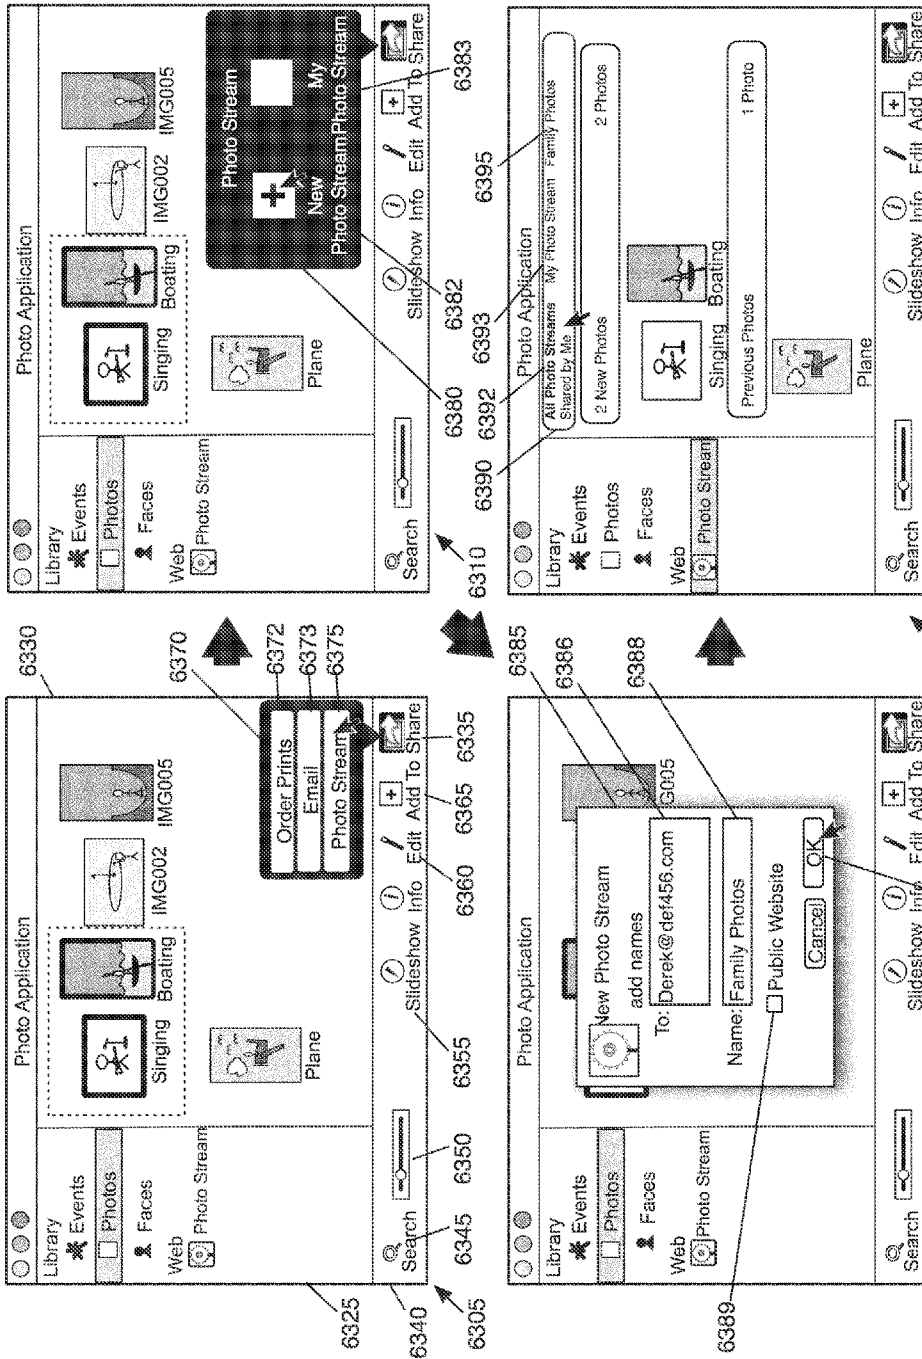 6325
6330
Photo Application
Library
Events
Photos
Faces
Web
Photo Stream
Singing
Boating
IMG002
IMG005
Plane
6370
Order Prints
Email
Photo Stream
6372
6373
6375
Search
Slideshow
Info
Edit
Add To
Share
6340
6305
6345
6350
6355
6360
6365
6335
Photo Application
Library
Events
Photos
Faces
Web
Photo Stream
Singing
Boating
IMG002
IMG005
Plane
Photo Stream
New
Photo Stream
My
Photo Stream
Search
Slideshow
Info
Edit
Add To
Share
6310
6380
6382
6383
Photo Application
Library
Events
Photos
Faces
Web
Photo Stream
G005
New Photo Stream
add names
To: Derek@def456.com
Name: Family Photos
Public Website
Cancel
OK
6385
6386
6388
6389
Search
Slideshow
Info
Edit
Add To
Share
6390
6392
6393
6395
Photo Application
Library
Events
Photos
Faces
Web
Photo Stream
All Photo Streams
My Photo Stream
Family Photos
Shared by Me
2 New Photos
2 Photos
Singing
Boating
Previous Photos
1 Photo
Plane
Search
Slideshow
Info
Edit
Add To
Share